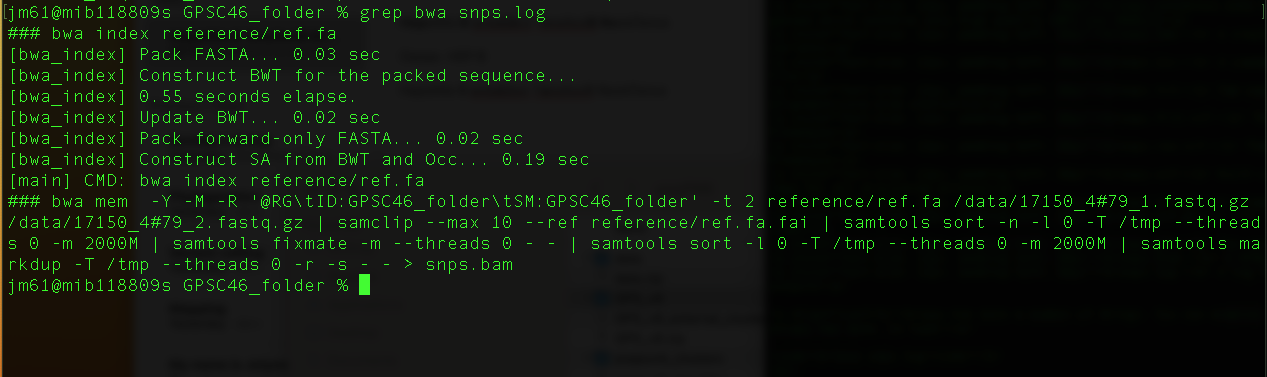 [jm61@mib118809s GPSC46_folder % grep bwa snps.log ]
### bwa index reference/ref.fa
[bwa_index] Pack FASTA... 0.03 sec
[bwa_index] Construct BWT for the packed sequence...
[bwa_index] 0.55 seconds elapse.
[bwa_index] Update BWT... 0.02 sec
[bwa_index] Pack forward-only FASTA... 0.02 sec
[bwa_index] Construct SA from BWT and Occ... 0.19 sec
[main] CMD: bwa index reference/ref.fa
### bwa mem  -Y -M -R '@RG\tID:GPSC46_folder\tSM:GPSC46_folder' -t 2 reference/ref.fa /data/17150_4#79_1.fastq.gz
/data/17150_4#79_2.fastq.gz | samclip --max 10 --ref reference/ref.fa.fai | samtools sort -n -l 0 -T /tmp --thread
s 0 -m 2000M | samtools fixmate -m --threads 0 - - | samtools sort -l 0 -T /tmp --threads 0 -m 2000M | samtools ma
rkdup -T /tmp --threads 0 -r -s - - > snps.bam
jm61@mib118809s GPSC46_folder %